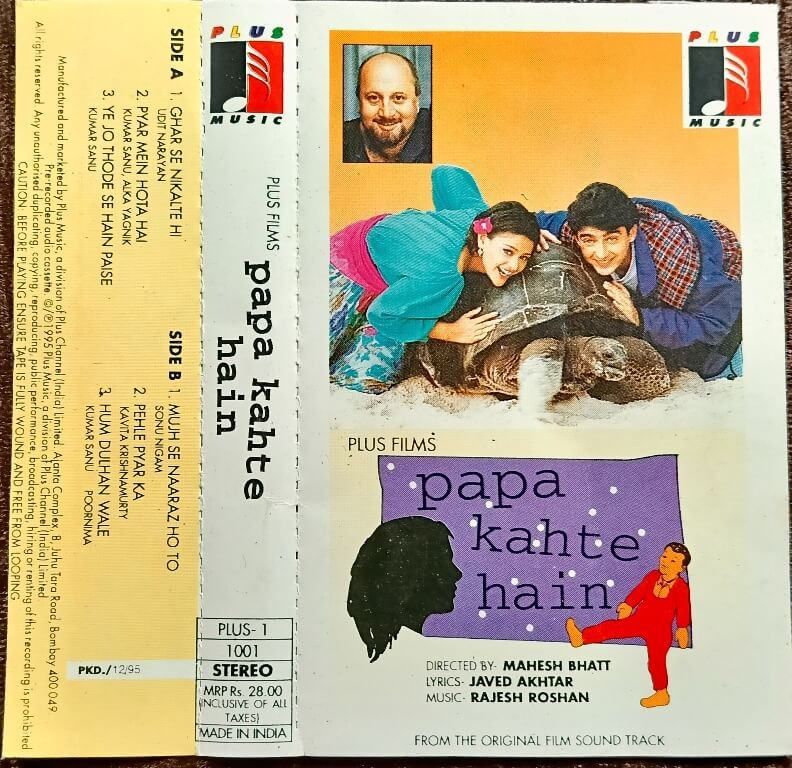 SIDE A
1. GHAR SE NIKALTE HI
UDIT NARAYAN
2. PYAR MEIN HOTA HAI
KUMAR SANU, ALKA YAGNIK
3. YE JO THODE SE HAIN PAISE
KUMAR SANU
SIDE B
1. MUJH SE NAARAZ HO TO
SONU NIGAM
2. PEHLE PYAR KA
KAVITA KRISHNAMURTY
3. HUM DULHAN WALE
KUMAR SANU POORNIMA
Manufactured and marketed by Plus Music, a division of Plus Channel (India) Limited. Ajanta Complex, B, Juhu Tara Road, Bombay 400 049
Pre-recorded audio cassette. ©/℗1995 Plus Music, a division of Plus Channel (India) Limited
All rights reserved. Any unauthorised duplicating, copying, reproducing, public performance, broadcasting, hiring or renting of this recording is prohibited
CAUTION: BEFORE PLAYING ENSURE TAPE IS FULLY WOUND AND FREE FROM LOOPING
PKD./12/95
PLUS
MUSIC
PLUS FILMS
papa kahte
hain
PLUS- 1
1001
STEREO
MRP Rs. 28.00
(INCLUSIVE OF ALL
TAXES)
MADE IN INDIA
PLUS
MUSIC
PLUS FILMS
papa
kahte
hain
DIRECTED BY- MAHESH BHATT
LYRICS- JAVED AKHTAR
MUSIC- RAJESH ROSHAN
FROM THE ORIGINAL FILM SOUND TRACK